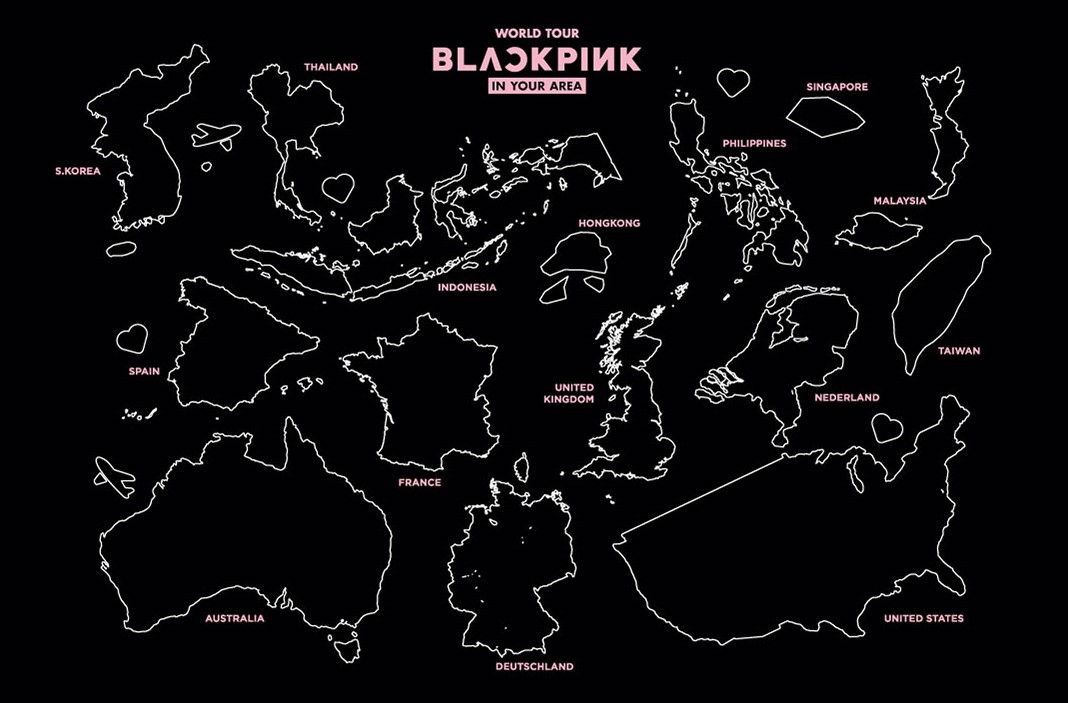 WORLD TOUR
BLACKPINK
IN YOUR AREA
THAILAND
SINGAPORE
PHILIPPINES
S.KOREA
MALAYSIA
HONGKONG
INDONESIA
TAIWAN
SPAIN
UNITED
KINGDOM
NEDERLAND
FRANCE
AUSTRALIA
UNITED STATES
DEUTSCHLAND